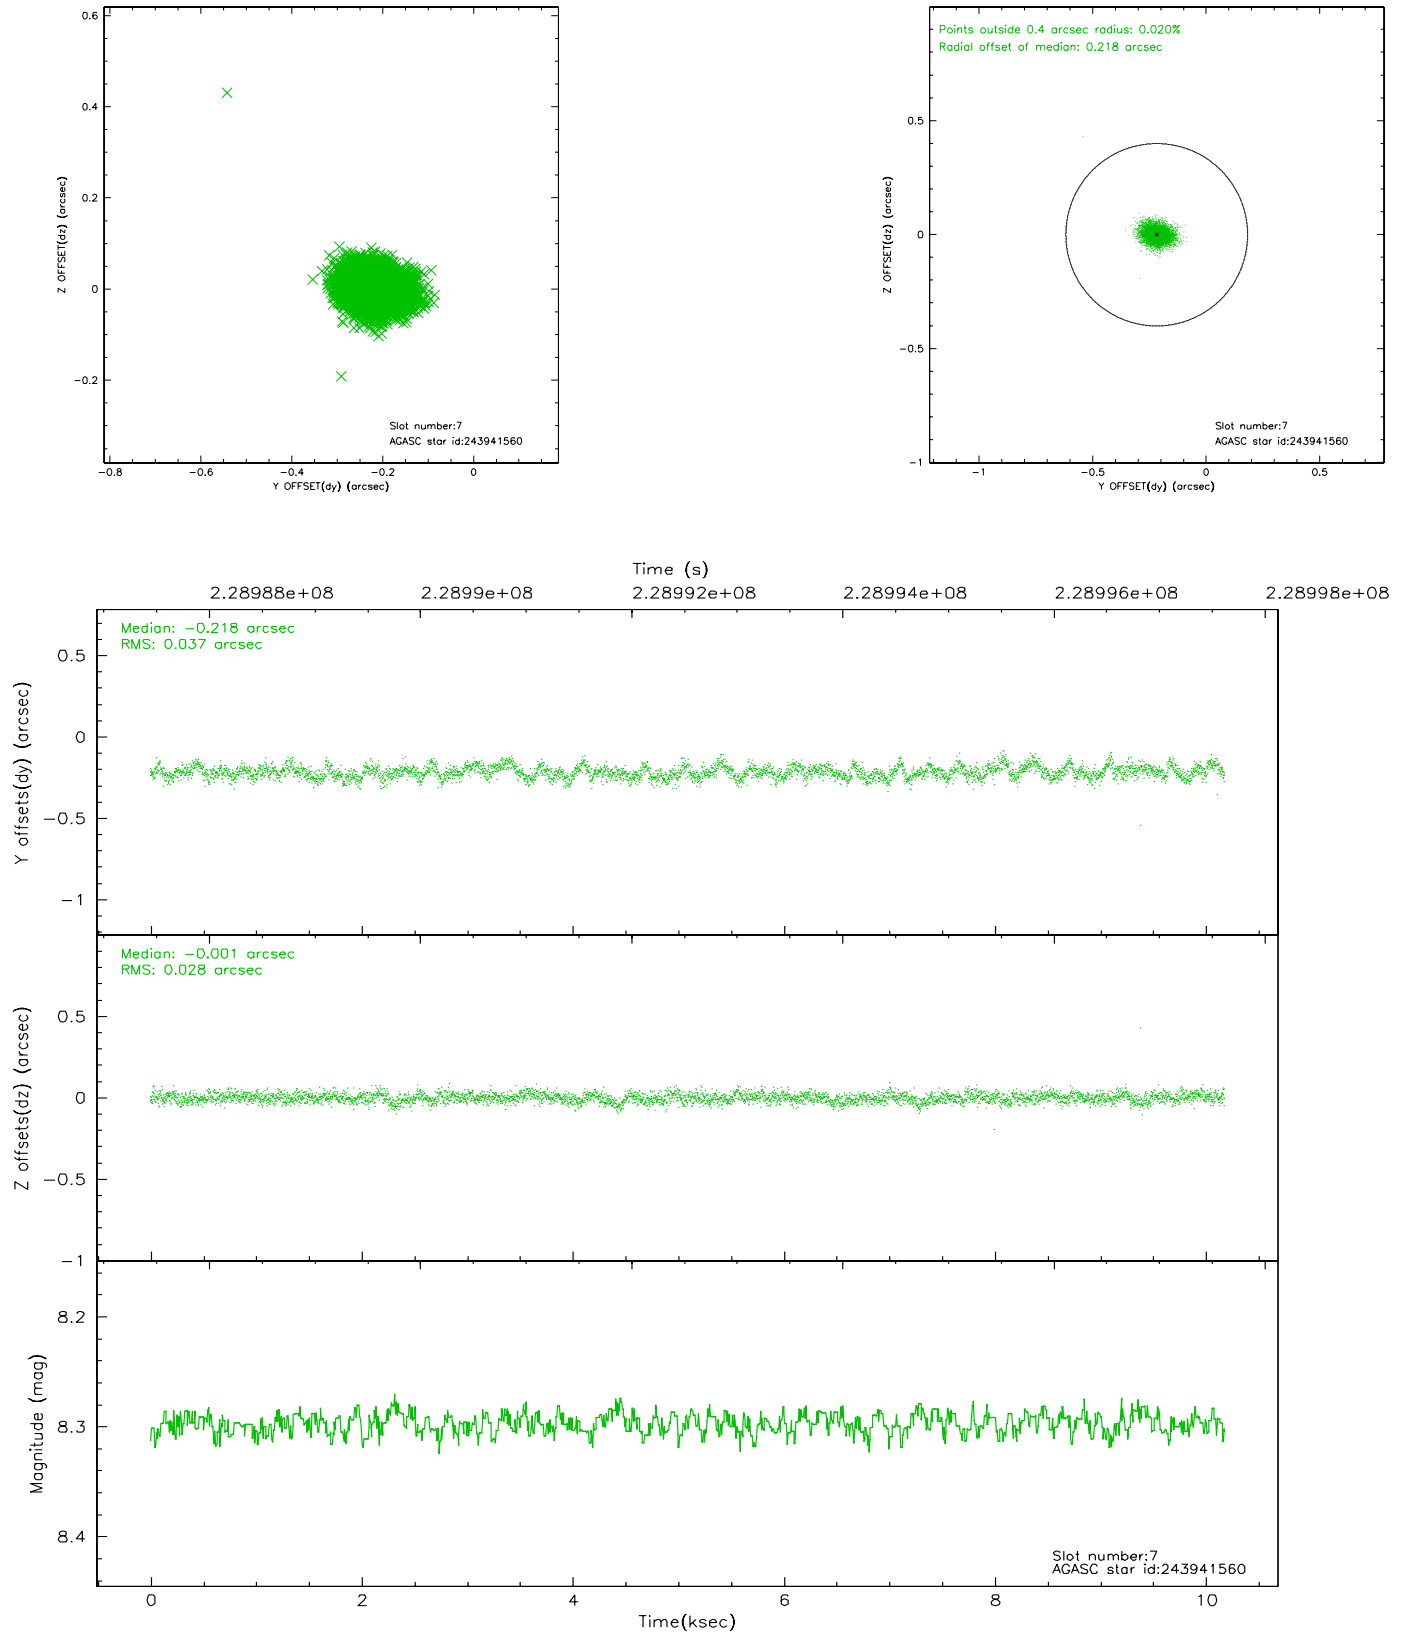 0.6
0.4
0.2
0
-0.2
Z OFFSET(dz) (arcsec)
Slot number:7
AGASC star id:243941560
-0.8 -0.6 -0.4 -0.2 0
Y OFFSET(dy) (arcsec)
Points outside 0.4 arcsec radius: 0.020%
Radial offset of median: 0.218 arcsec
0.5
0
-0.5
-1
Z OFFSET(dz) (arcsec)
Slot number:7
AGASC star id:243941560
-1 -0.5 0 0.5
Y OFFSET(dy) (arcsec)
Time (s)
2.28988e+08 2.2899e+08 2.28992e+08 2.28994e+08 2.28996e+08 2.28998e+08
Median: -0.218 arcsec
RMS: 0.037 arcsec
0.5
0
-0.5
-1
Y offsets(dy) (arcsec)
Median: -0.001 arcsec
RMS: 0.028 arcsec
0.5
0
-0.5
-1
Z offsets(dz) (arcsec)
8.2
8.3
8.4
Magnitude (mag)
Slot number:7
AGASC star id:243941560
0 2 4 6 8 10
Time(ksec)